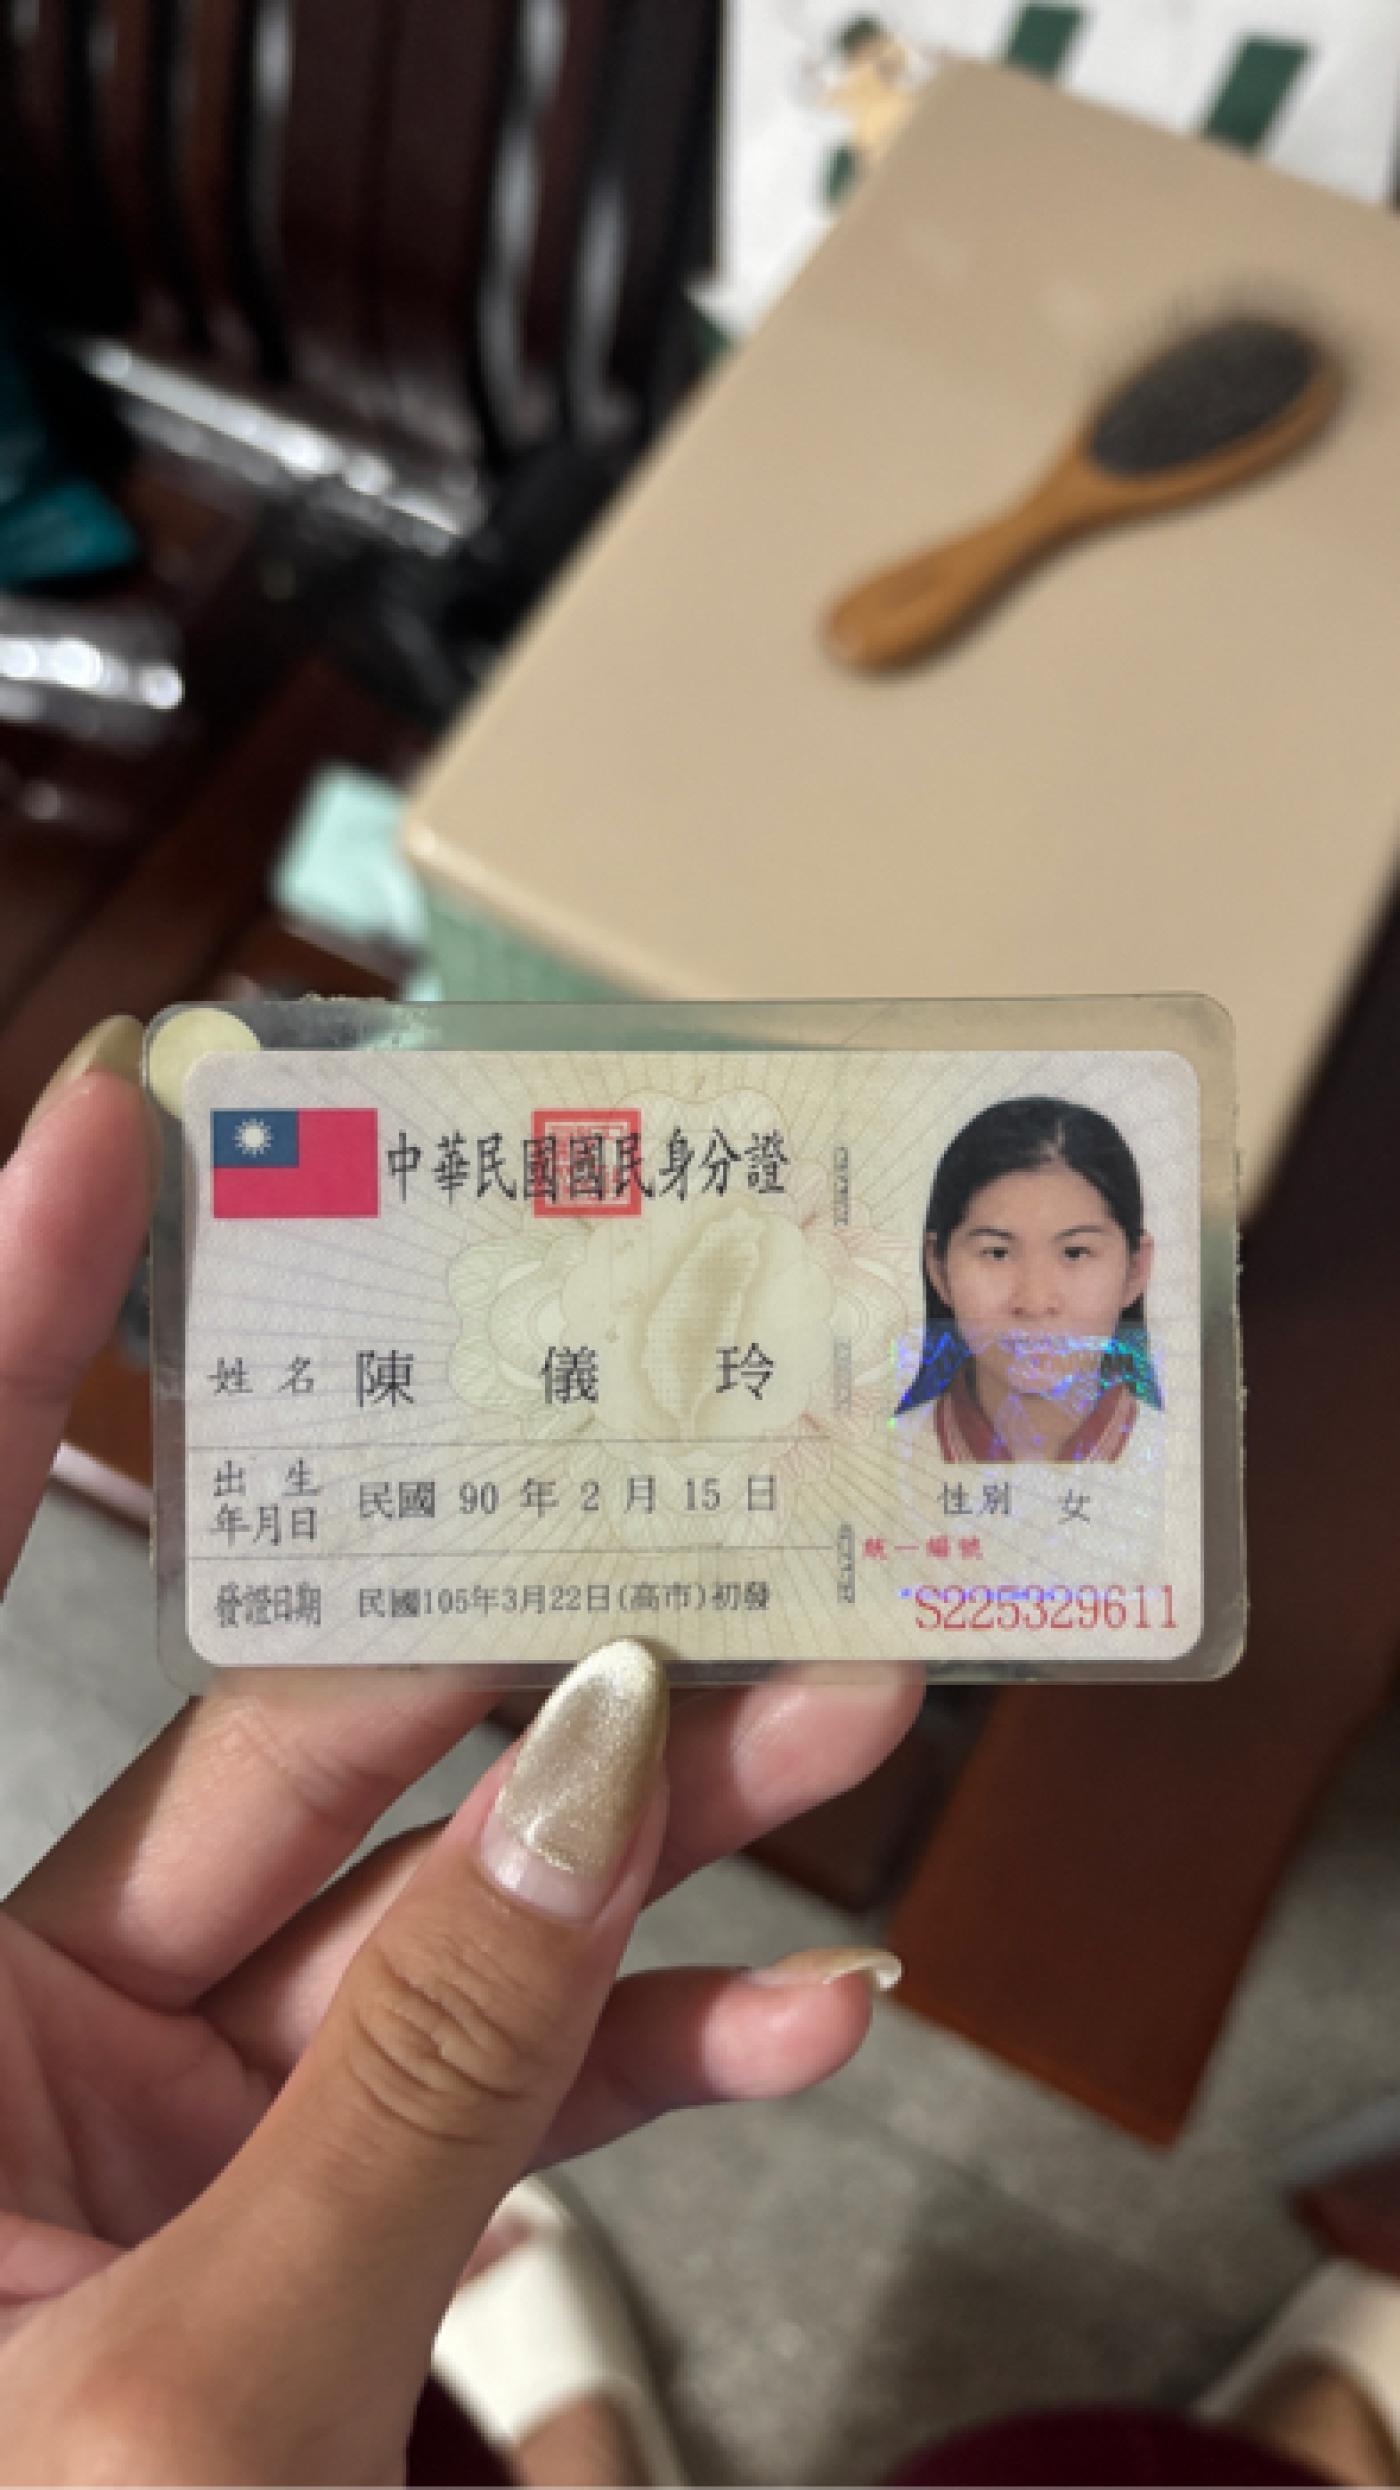 中華民國國民身分證
姓名 陳 儀 玲
出生年月日 民國 90 年 2 月 15 日
發證日期 民國105年3月22日(高市)初發
TAIWAN
性別 女
統一編號
S225329611